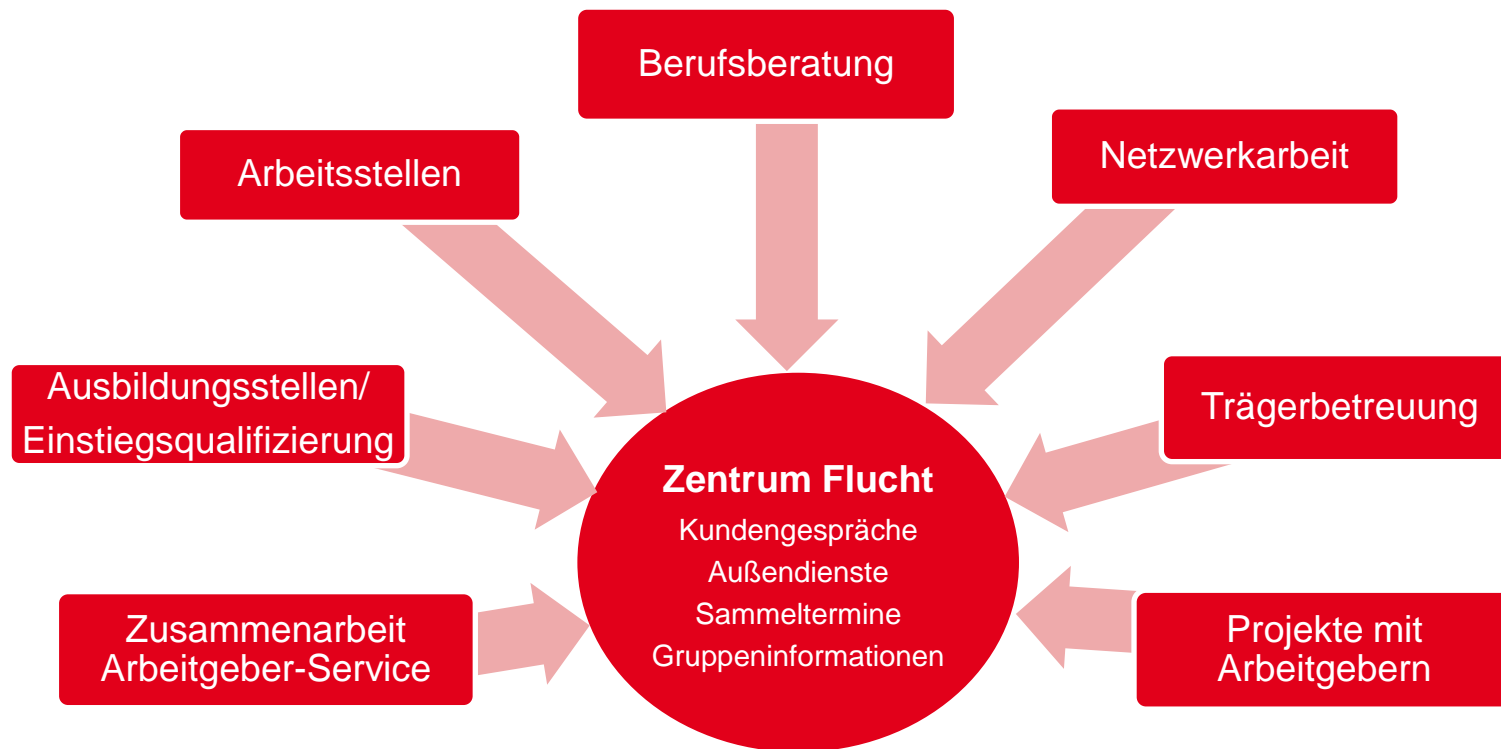 Berufsberatung
Arbeitsstellen
Netzwerkarbeit
Ausbildungsstellen/
Einstiegsqualifizierung
Trägerbetreuung
Zentrum Flucht
Kundengespräche
Außendienste
Sammeltermine
Gruppeninformationen
Zusammenarbeit
Arbeitgeber-Service
Projekte mit
Arbeitgebern